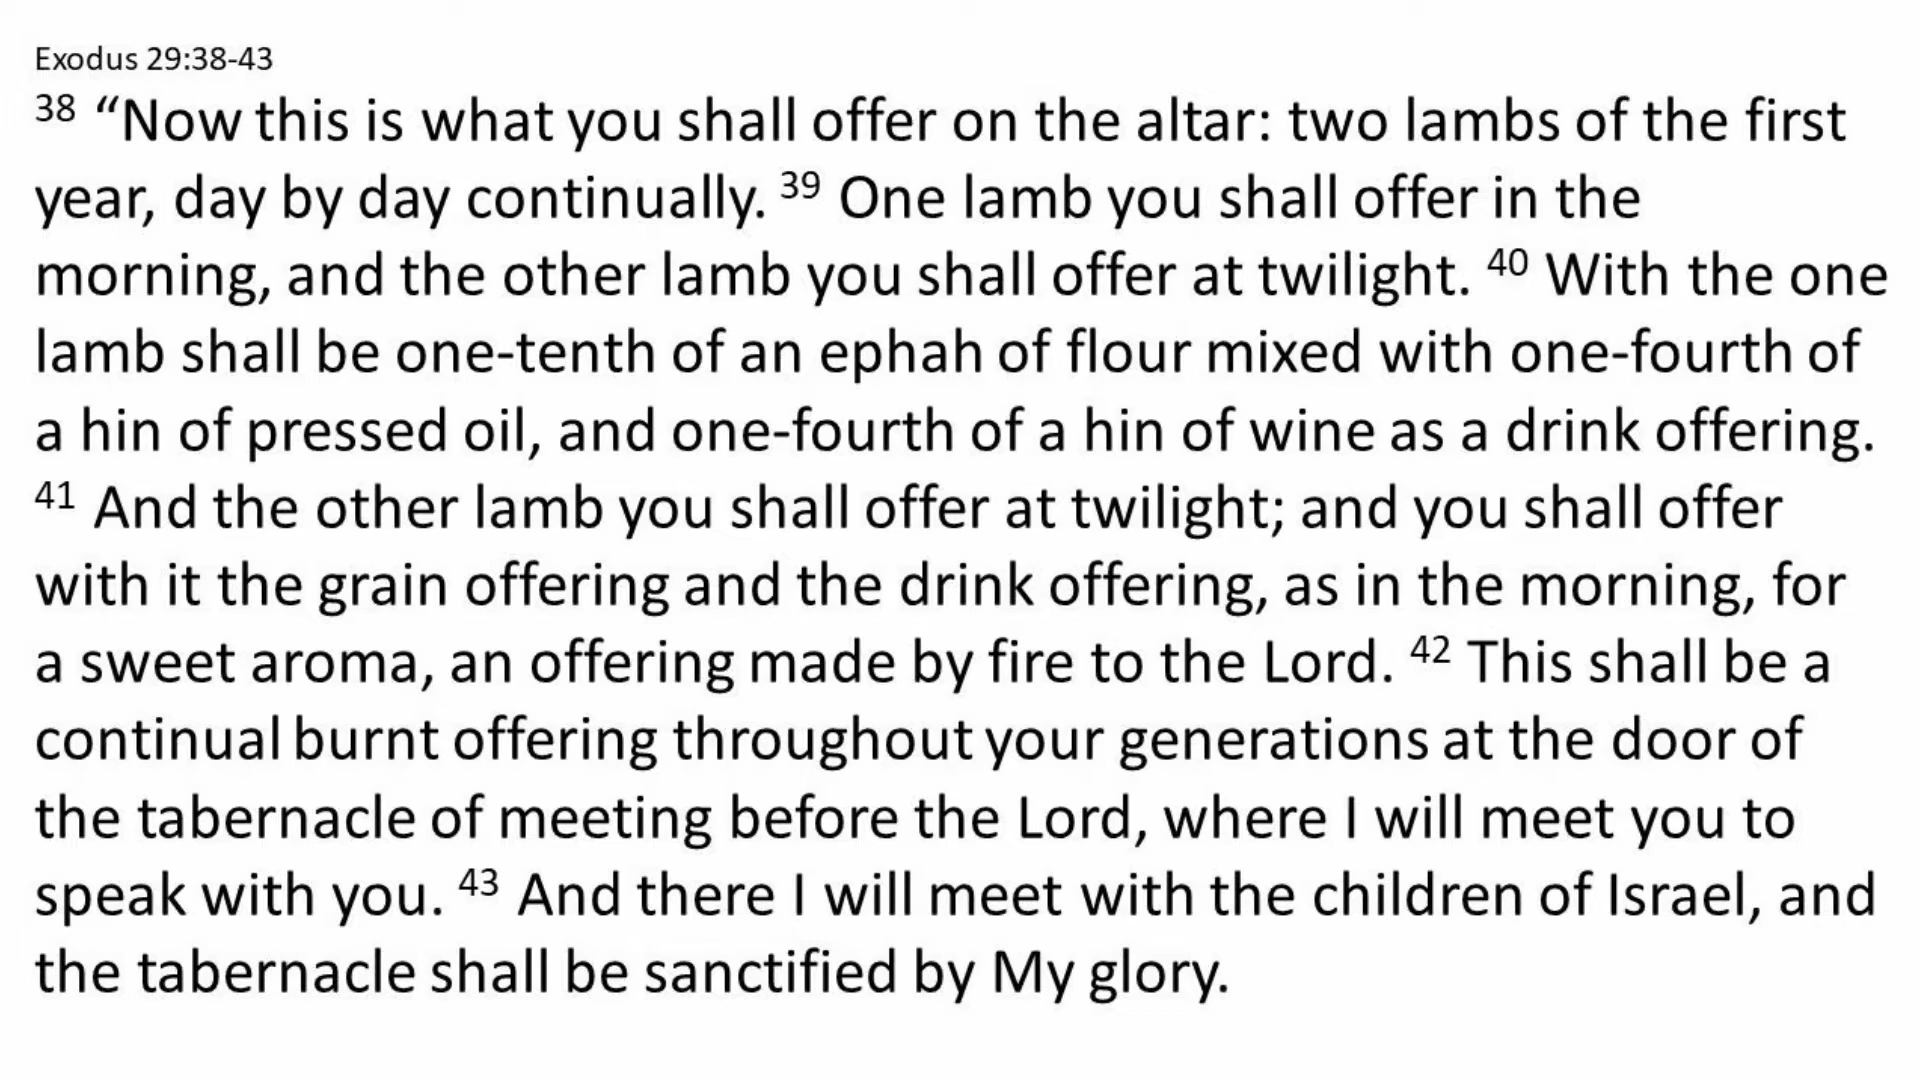 Exodus 29:38-43
38 “Now this is what you shall offer on the altar: two lambs of the first
year, day by day continually. 39 One lamb you shall offer in the
morning, and the other lamb you shall offer at twilight. 40 With the one
lamb shall be one-tenth of an ephah of flour mixed with one-fourth of
a hin of pressed oil, and one-fourth of a hin of wine as a drink offering.
41 And the other lamb you shall offer at twilight; and you shall offer
with it the grain offering and the drink offering, as in the morning, for
a sweet aroma, an offering made by fire to the Lord. 42 This shall be a
continual burnt offering throughout your generations at the door of
the tabernacle of meeting before the Lord, where I will meet you to
speak with you. 43 And there I will meet with the children of Israel, and
the tabernacle shall be sanctified by My glory.